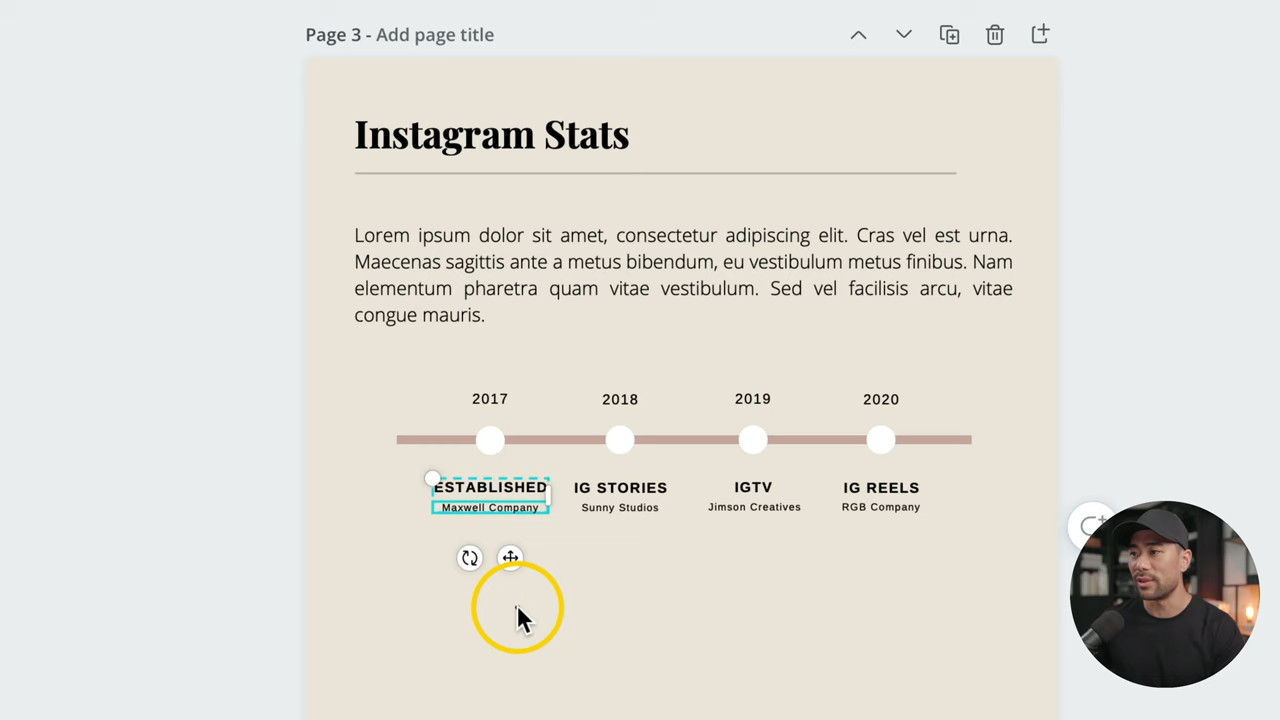 Page 3 - Add page title
Instagram Stats
Lorem ipsum dolor sit amet, consectetur adipiscing elit. Cras vel est urna.
Maecenas sagittis ante a metus bibendum, eu vestibulum metus finibus. Nam
elementum pharetra quam vitae vestibulum. Sed vel facilisis arcu, vitae
congue mauris.
2017 2018 2019 2020
ESTABLISHED IG STORIES IGTV IG REELS
Maxwell Company Sunny Studios Jimson Creatives RGB Company